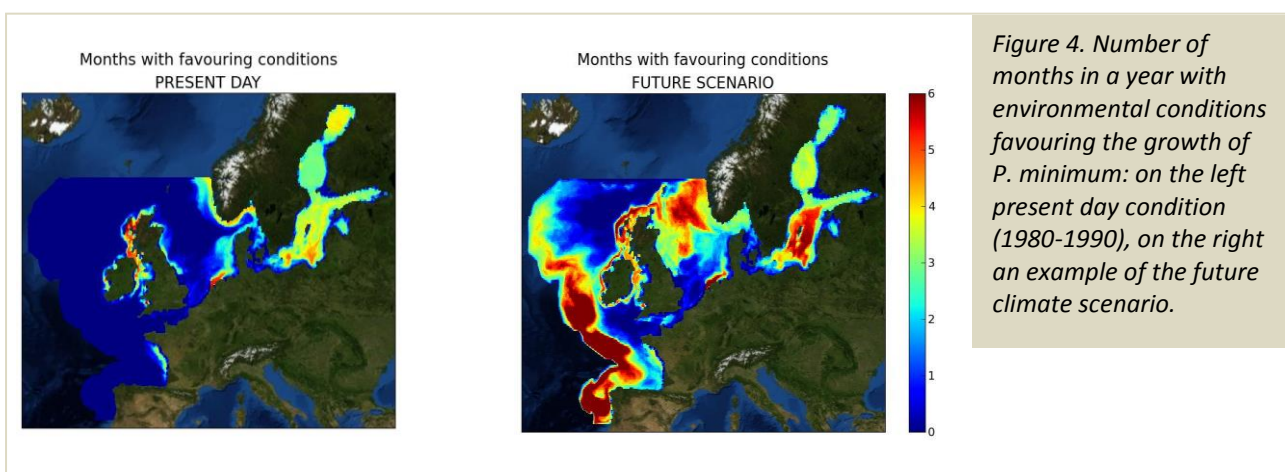 Months with favouring conditions
PRESENT DAY
Months with favouring conditions
FUTURE SCENARIO
6
5
4
3
2
1
0
Figure 4. Number of
months in a year with
environmental conditions
favouring the growth of
P. minimum: on the left
present day condition
(1980-1990), on the right
an example of the future
climate scenario.